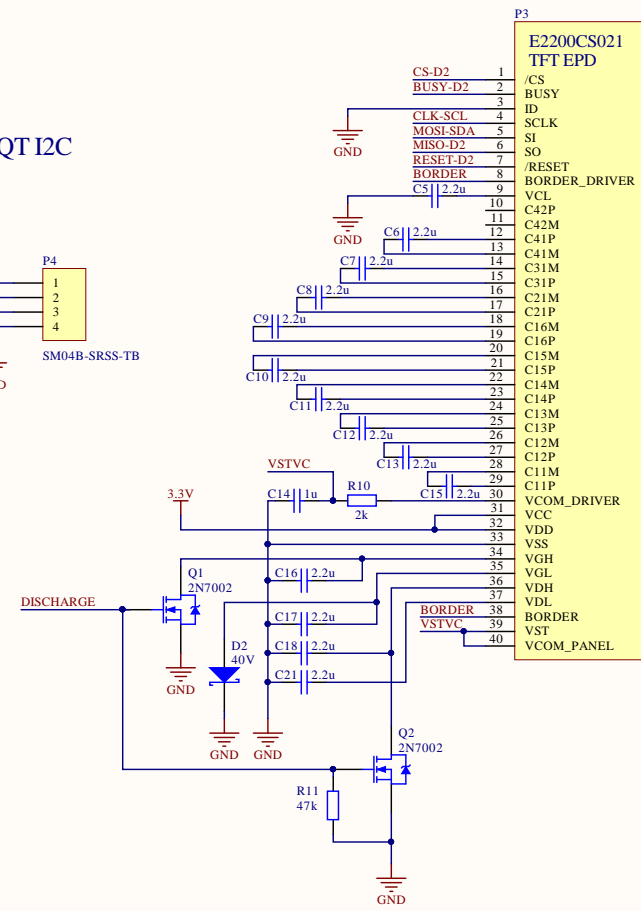 P3
E2200CS021
TFT EPD
CS-D2 1 /CS
BUSY-D2 2 BUSY
3 ID
CLK-SCL 4 SCLK
MOSI-SDA 5 SI
MISO-D2 6 SO
RESET-D2 7 /RESET
BORDER 8 BORDER_DRIVER
C5 2.2u 9 VCL
10 C42P
11 C42M
C6 2.2u 12 C41P
13 C41M
C7 2.2u 14 C31M
15 C31P
C8 2.2u 16 C21M
17 C21P
C9 2.2u 18 C16M
19 C16P
20 C15M
C10 2.2u 21 C15P
22 C14M
C11 2.2u 23 C14P
24 C13M
C12 2.2u 25 C13P
26 C12M
C13 2.2u 27 C12P
28 C11M
C15 2.2u 29 C11P
30 VCOM_DRIVER
31 VCC
32 VDD
33 VSS
34 VGH
35 VGL
36 VDH
37 VDL
BORDER 38 BORDER
VSTVC 39 VST
40 VCOM_PANEL
GND
GND
QT I2C
P4
1
2
3
4
SM04B-SRSS-TB
D
VSTVC
C14 1u
R10
2k
3.3V
Q1
2N7002
DISCHARGE
GND
C16 2.2u
C17 2.2u
C18 2.2u
C21 2.2u
D2
40V
GND
GND
Q2
2N7002
R11
47k
GND